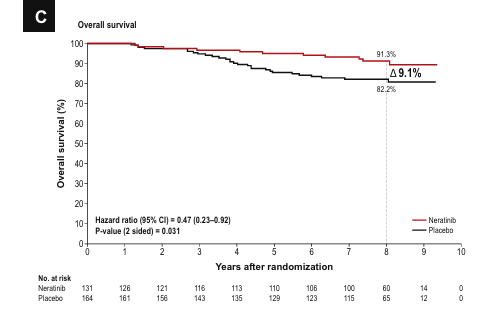 C
Overall survival
100
90
80
70
60
50
40
30
20
10
0
Overall survival (%)
91.3%
Δ 9.1%
82.2%
Hazard ratio (95% CI) = 0.47 (0.23–0.92)
P-value (2 sided) = 0.031
Neratinib
Placebo
0 1 2 3 4 5 6 7 8 9 10
Years after randomization
No. at risk
Neratinib 131 126 121 116 113 110 106 100 60 14 0
Placebo 164 161 156 143 135 129 123 115 65 12 0